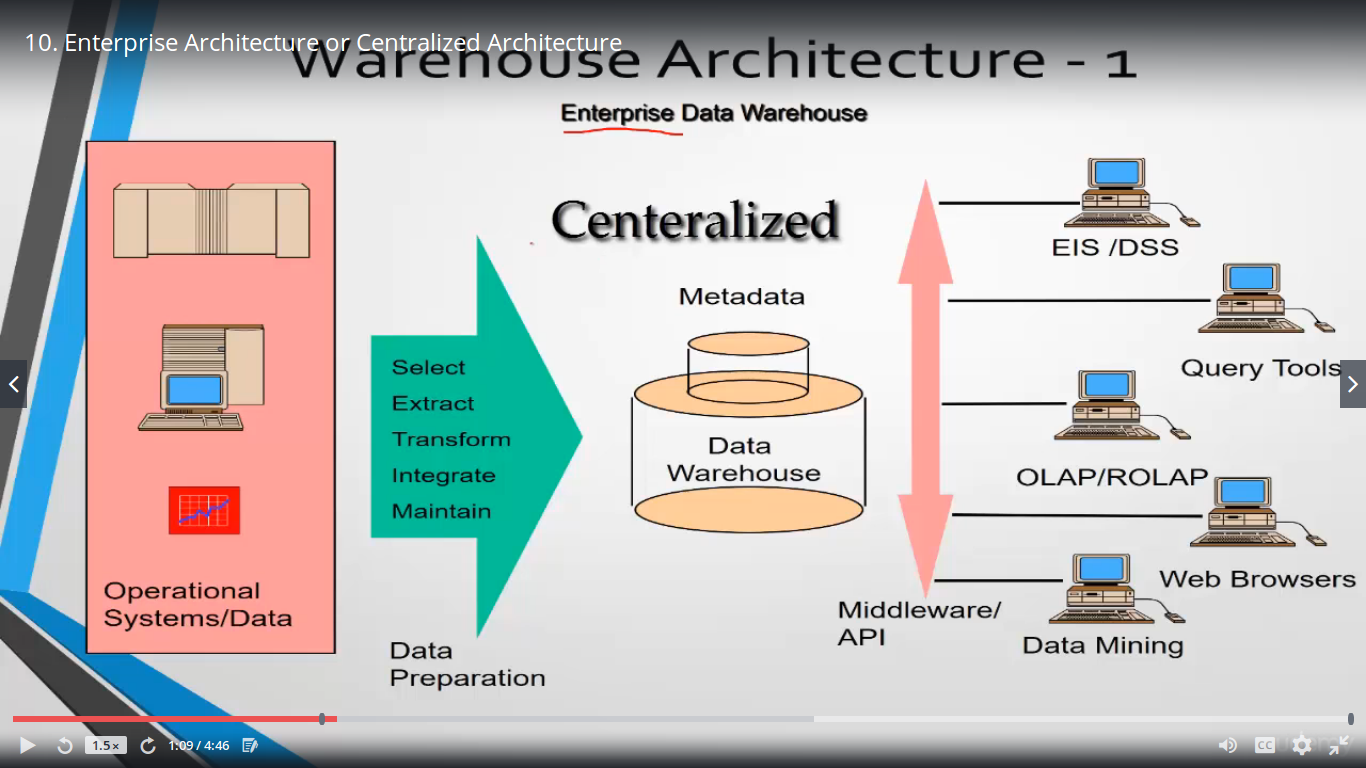 10. Enterprise Architecture or Centralized Architecture
Warehouse Architecture - 1
Enterprise Data Warehouse
Centeralized
Operational
Systems/Data
Select
Extract
Transform
Integrate
Maintain
Data
Preparation
Metadata
Data
Warehouse
Middleware/
API
EIS /DSS
Query Tools
OLAP/ROLAP
Web Browsers
Data Mining
1.5×
1:09 / 4:46
CC